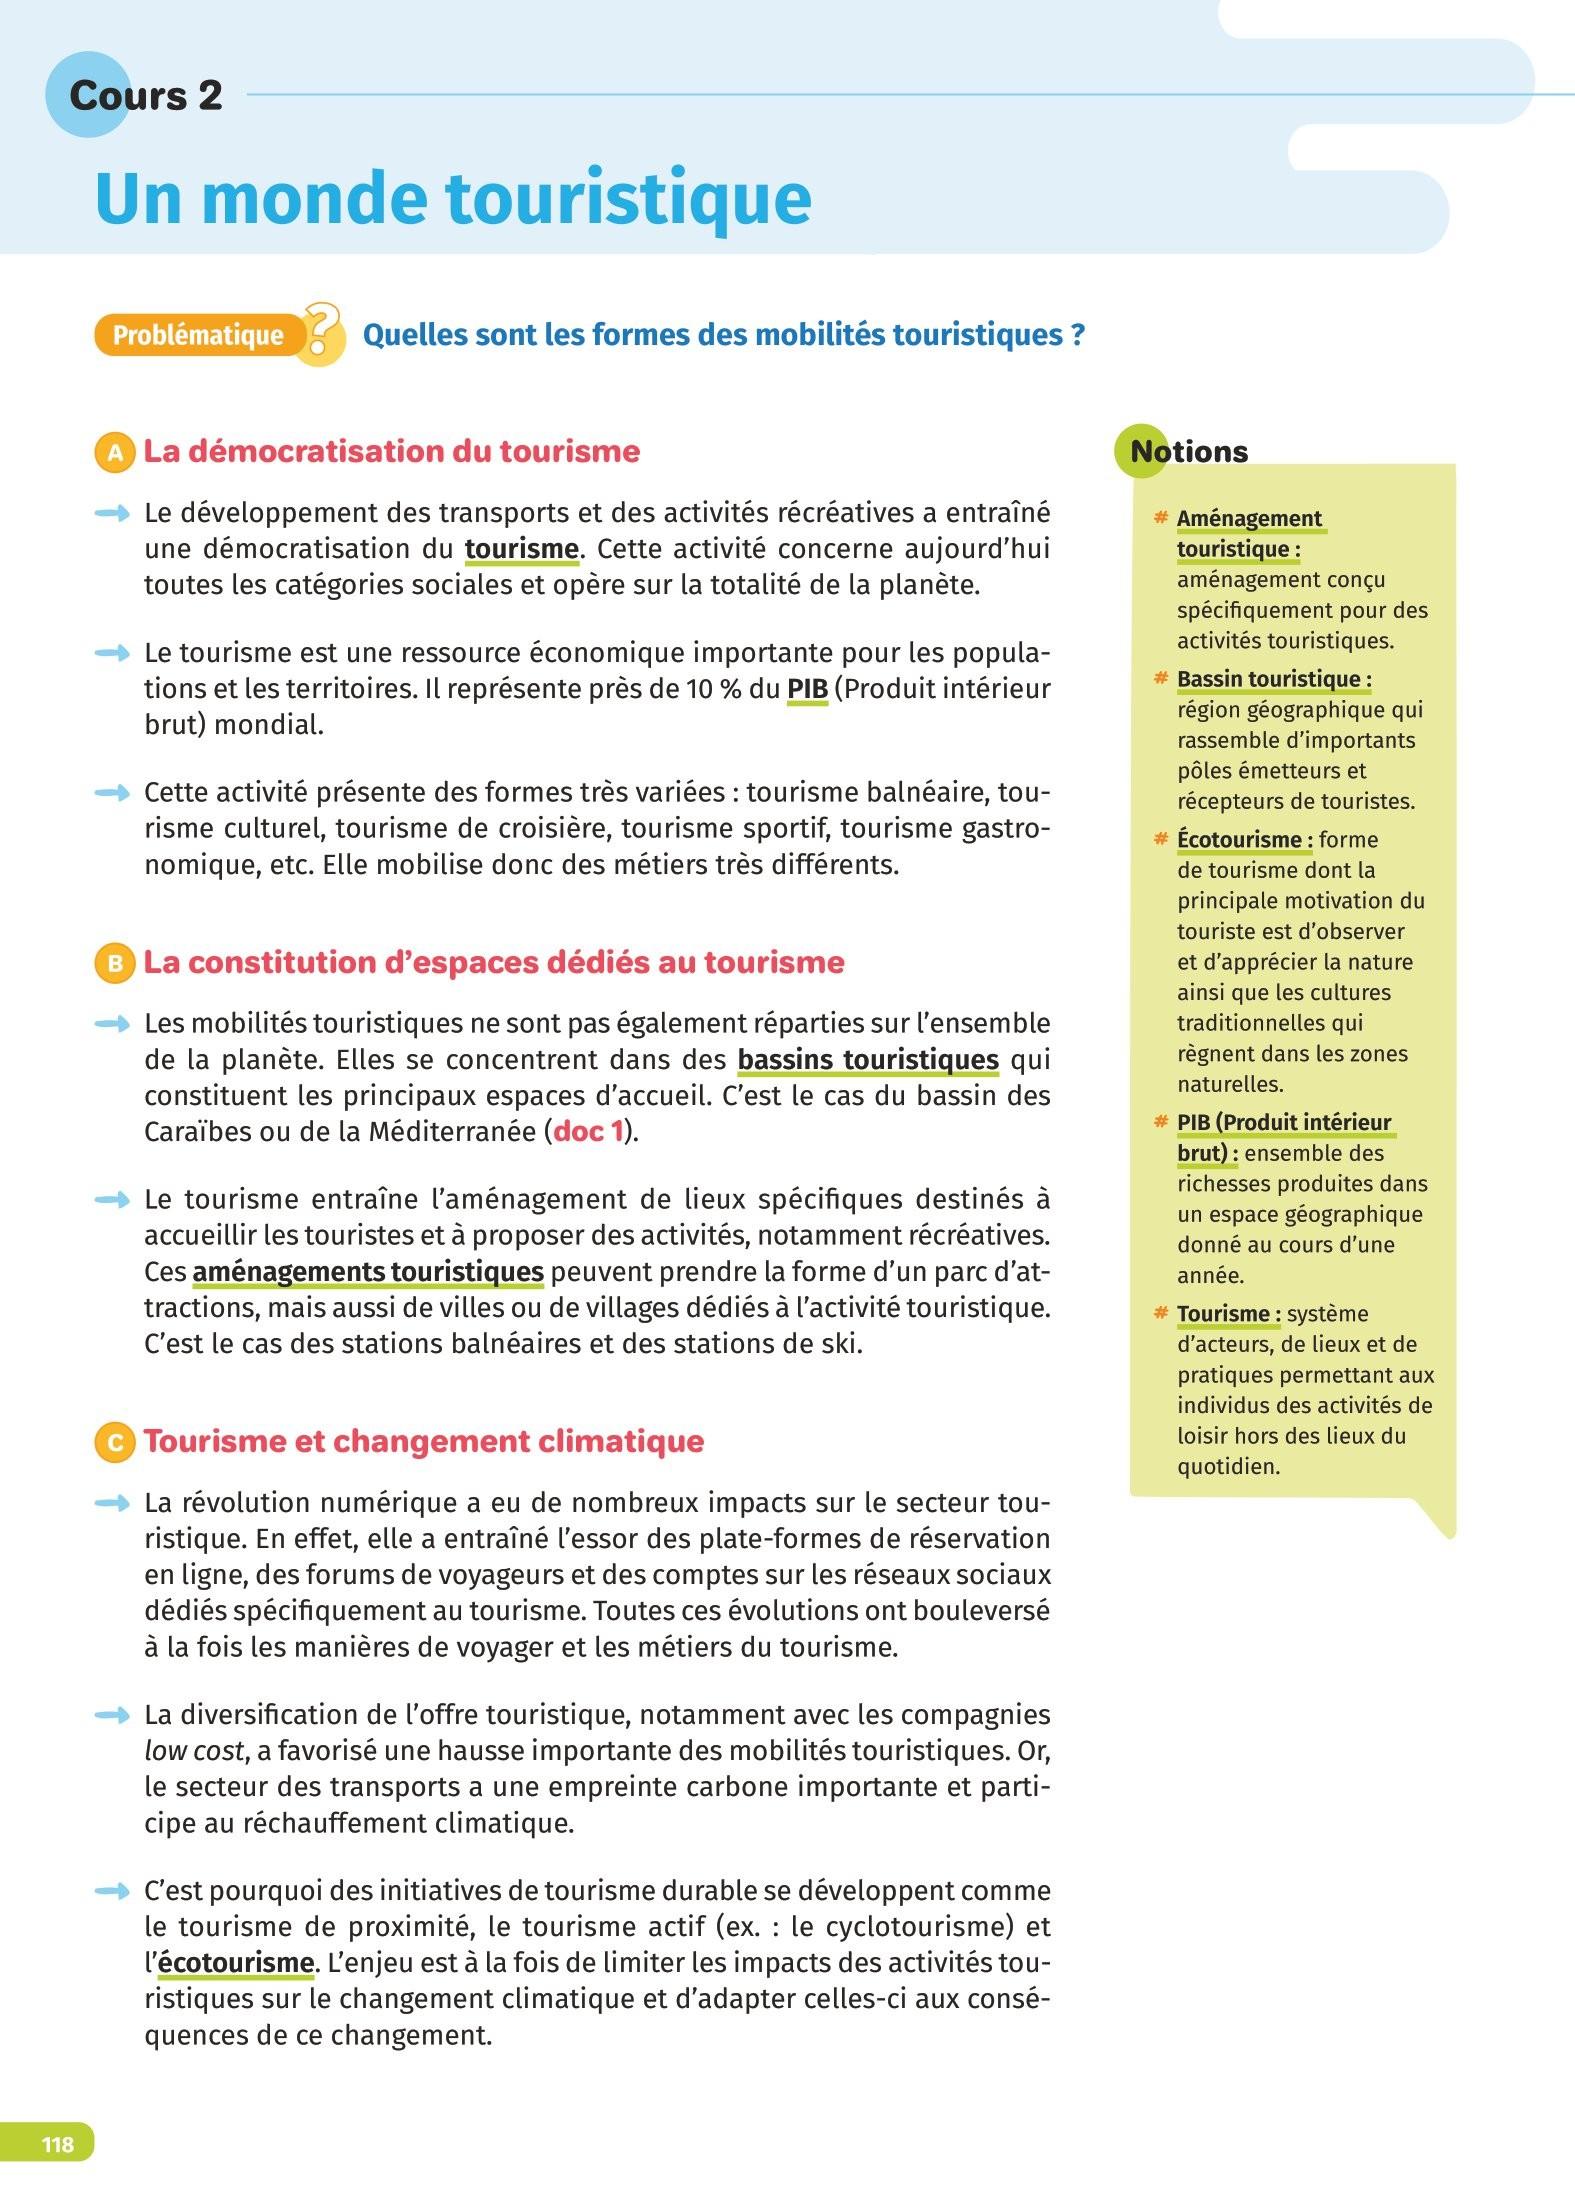 Cours 2
Un monde touristique
Problématique ? Quelles sont les formes des mobilités touristiques ?
A La démocratisation du tourisme
Le développement des transports et des activités récréatives a entraîné
une démocratisation du tourisme. Cette activité concerne aujourd’hui
toutes les catégories sociales et opère sur la totalité de la planète.
Le tourisme est une ressource économique importante pour les popula-
tions et les territoires. Il représente près de 10 % du PIB (Produit intérieur
brut) mondial.
Cette activité présente des formes très variées : tourisme balnéaire, tou-
risme culturel, tourisme de croisière, tourisme sportif, tourisme gastro-
nomique, etc. Elle mobilise donc des métiers très différents.
B La constitution d’espaces dédiés au tourisme
Les mobilités touristiques ne sont pas également réparties sur l’ensemble
de la planète. Elles se concentrent dans des bassins touristiques qui
constituent les principaux espaces d’accueil. C’est le cas du bassin des
Caraïbes ou de la Méditerranée (doc 1).
Le tourisme entraîne l’aménagement de lieux spécifiques destinés à
accueillir les touristes et à proposer des activités, notamment récréatives.
Ces aménagements touristiques peuvent prendre la forme d’un parc d’at-
tractions, mais aussi de villes ou de villages dédiés à l’activité touristique.
C’est le cas des stations balnéaires et des stations de ski.
C Tourisme et changement climatique
La révolution numérique a eu de nombreux impacts sur le secteur tou-
ristique. En effet, elle a entraîné l’essor des plate-formes de réservation
en ligne, des forums de voyageurs et des comptes sur les réseaux sociaux
dédiés spécifiquement au tourisme. Toutes ces évolutions ont bouleversé
à la fois les manières de voyager et les métiers du tourisme.
La diversification de l’offre touristique, notamment avec les compagnies
low cost, a favorisé une hausse importante des mobilités touristiques. Or,
le secteur des transports a une empreinte carbone importante et parti-
cipe au réchauffement climatique.
C’est pourquoi des initiatives de tourisme durable se développent comme
le tourisme de proximité, le tourisme actif (ex. : le cyclotourisme) et
l’écotourisme. L’enjeu est à la fois de limiter les impacts des activités tou-
ristiques sur le changement climatique et d’adapter celles-ci aux consé-
quences de ce changement.
Notions
# Aménagement
touristique :
aménagement conçu
spécifiquement pour des
activités touristiques.
# Bassin touristique :
région géographique qui
rassemble d’importants
pôles émetteurs et
récepteurs de touristes.
# Écotourisme : forme
de tourisme dont la
principale motivation du
touriste est d’observer
et d’apprécier la nature
ainsi que les cultures
traditionnelles qui
règnent dans les zones
naturelles.
# PIB (Produit intérieur
brut) : ensemble des
richesses produites dans
un espace géographique
donné au cours d’une
année.
# Tourisme : système
d’acteurs, de lieux et de
pratiques permettant aux
individus des activités de
loisir hors des lieux du
quotidien.
118